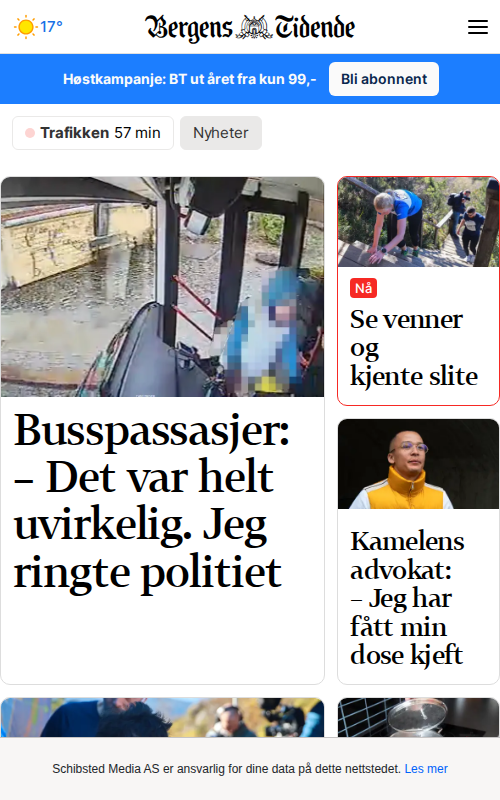 17°
Bergens Tidende
Høstkampanje: BT ut året fra kun 99,-
Bli abonnent
Trafikken 57 min
Nyheter
Busspassasjer:
– Det var helt
uvirkelig. Jeg
ringte politiet
Nå
Se venner
og
kjente slite
Kamelens
advokat:
– Jeg har
fått min
dose kjeft
Schibsted Media AS er ansvarlig for dine data på dette nettstedet. Les mer